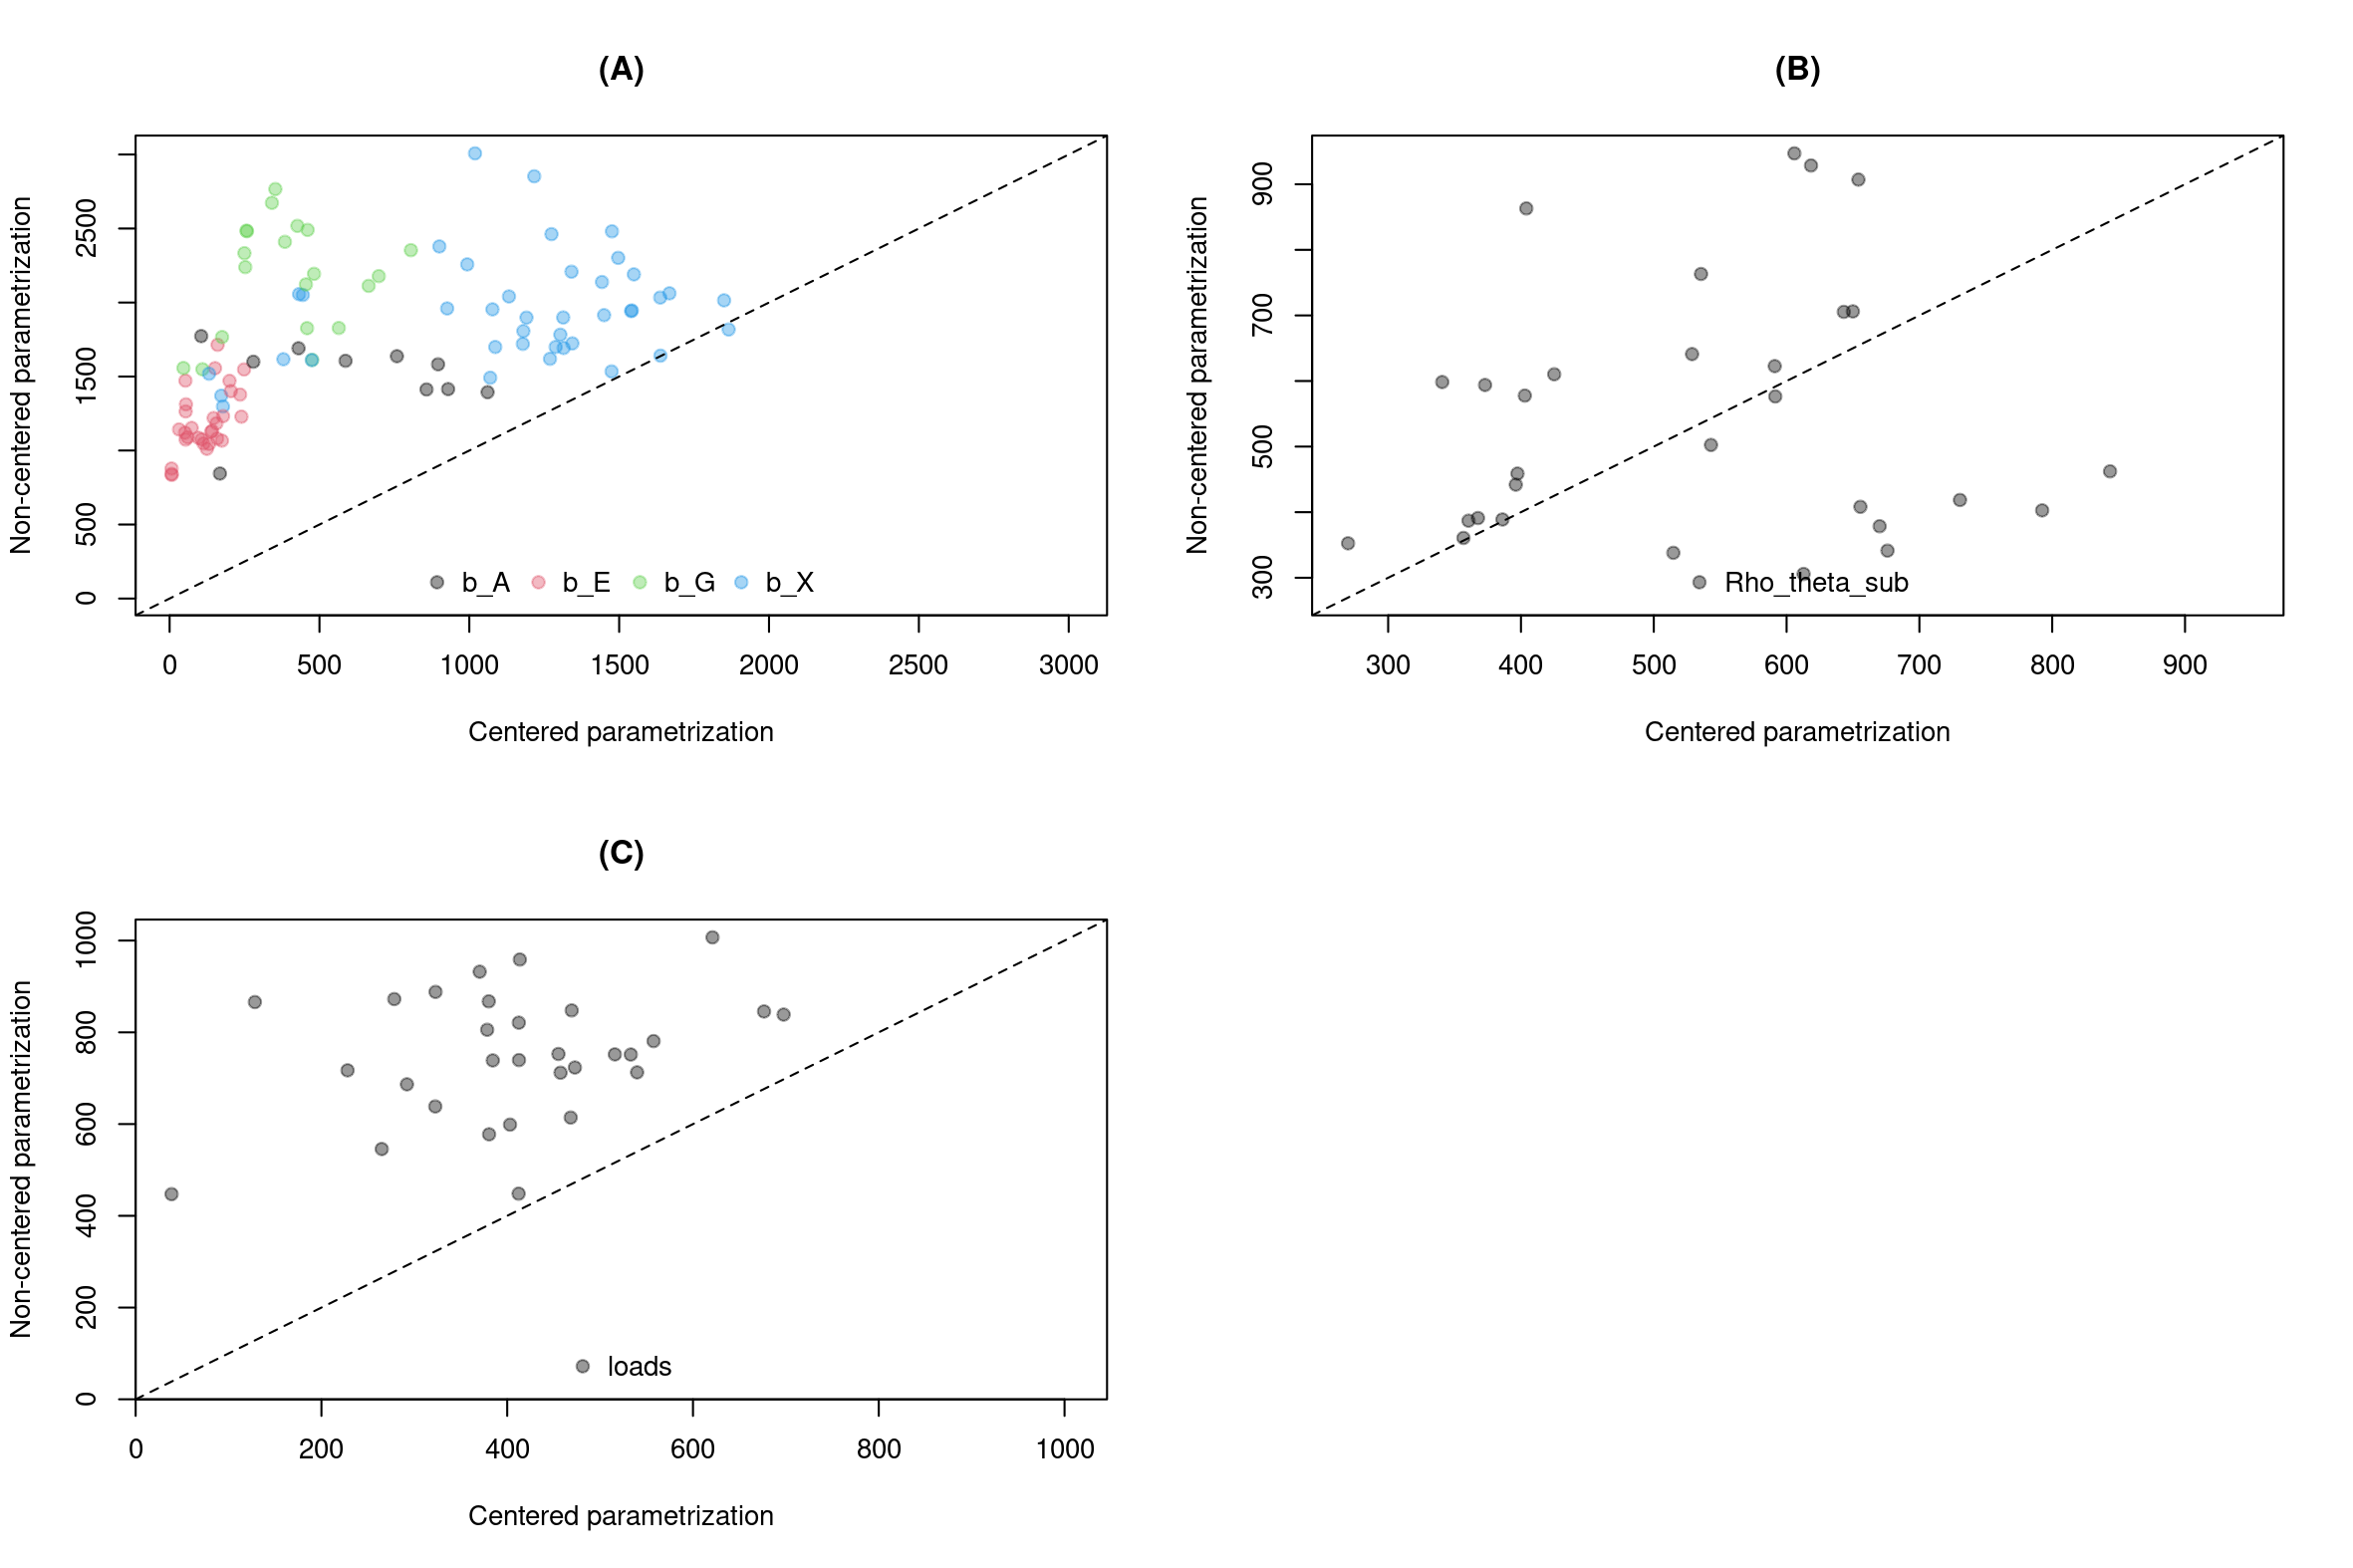 (A)
Non-centered parametrization
2500
1500
500
0
b_A b_E b_G b_X
0 500 1000 1500 2000 2500 3000
Centered parametrization
(B)
Non-centered parametrization
900
700
500
300
Rho_theta_sub
300 400 500 600 700 800 900
Centered parametrization
(C)
Non-centered parametrization
1000
800
600
400
200
0
loads
0 200 400 600 800 1000
Centered parametrization